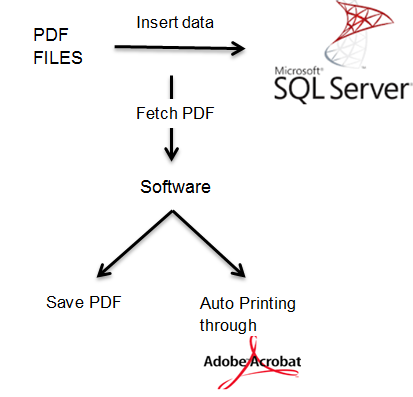 PDF
FILES
Insert data
Microsoft®
SQL Server
Fetch PDF
Software
Save PDF
Auto Printing
through
Adobe Acrobat